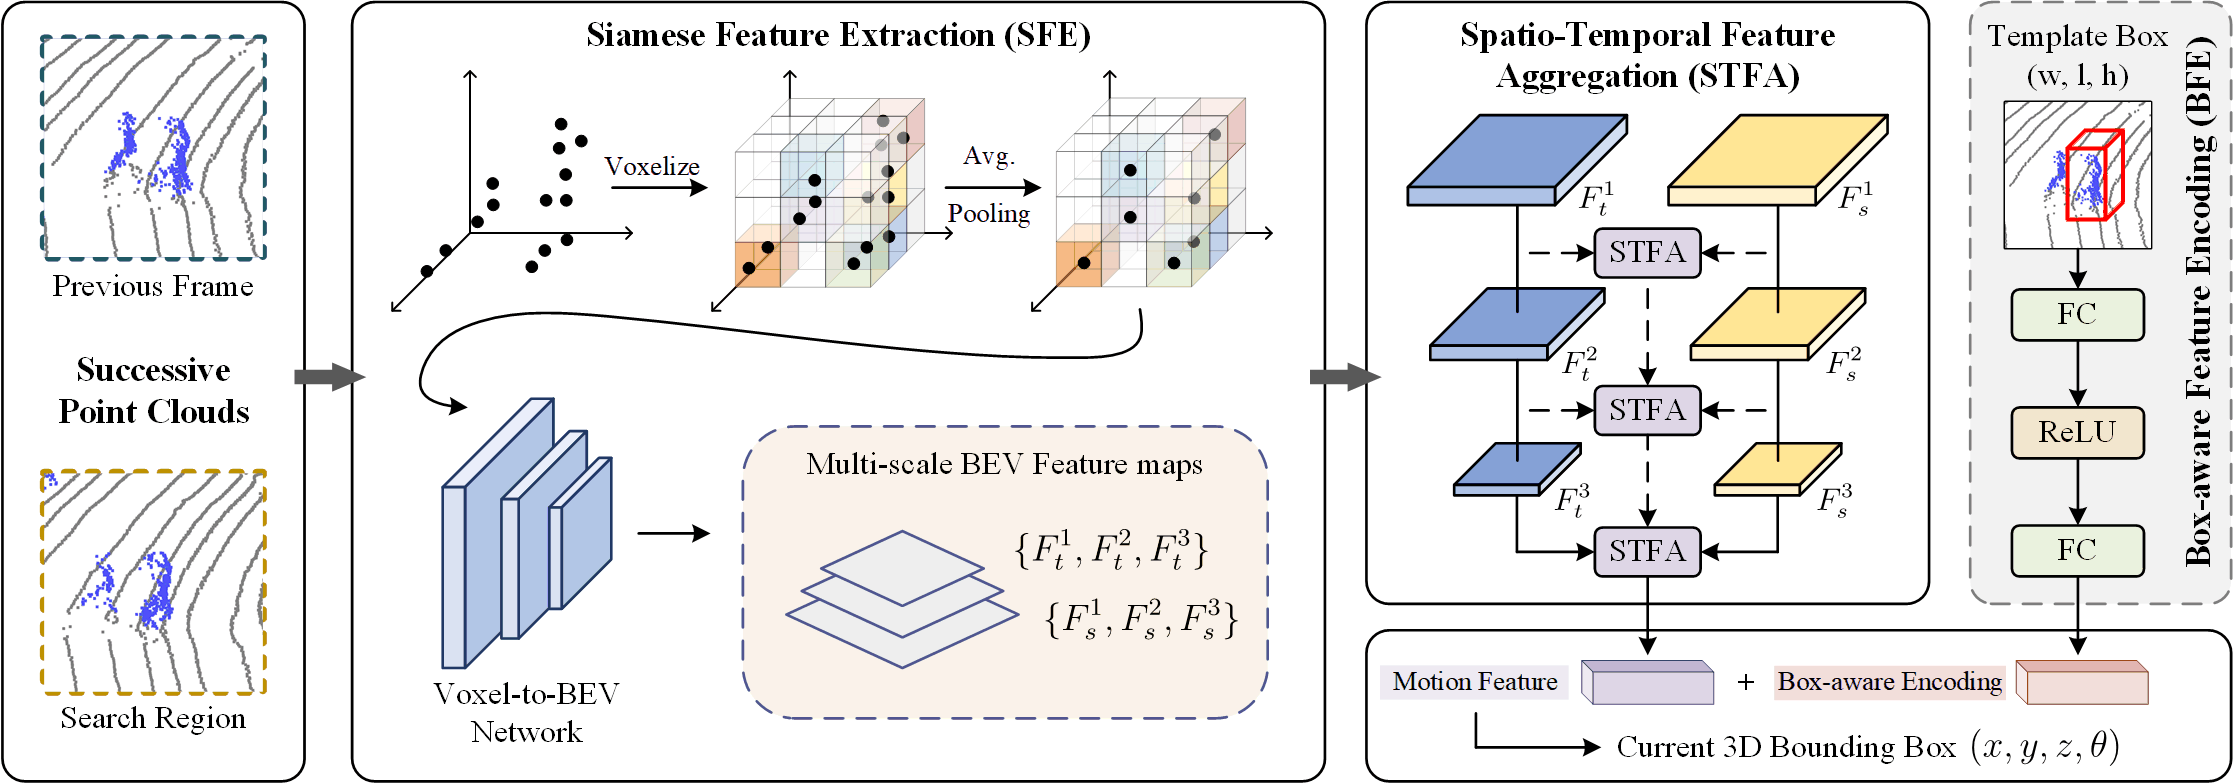 Previous Frame
Successive
Point Clouds
Search Region
Siamese Feature Extraction (SFE)
Voxelize
Avg.
Pooling
Voxel-to-BEV
Network
Multi-scale BEV Feature maps
{F_t^1, F_t^2, F_t^3}
{F_s^1, F_s^2, F_s^3}
Spatio-Temporal Feature
Aggregation (STFA)
F_t^1
F_s^1
STFA
F_t^2
F_s^2
STFA
F_t^3
F_s^3
STFA
Template Box
(w, l, h)
FC
ReLU
FC
Box-aware Feature Encoding (BFE)
Motion Feature + Box-aware Encoding
Current 3D Bounding Box (x, y, z, θ)